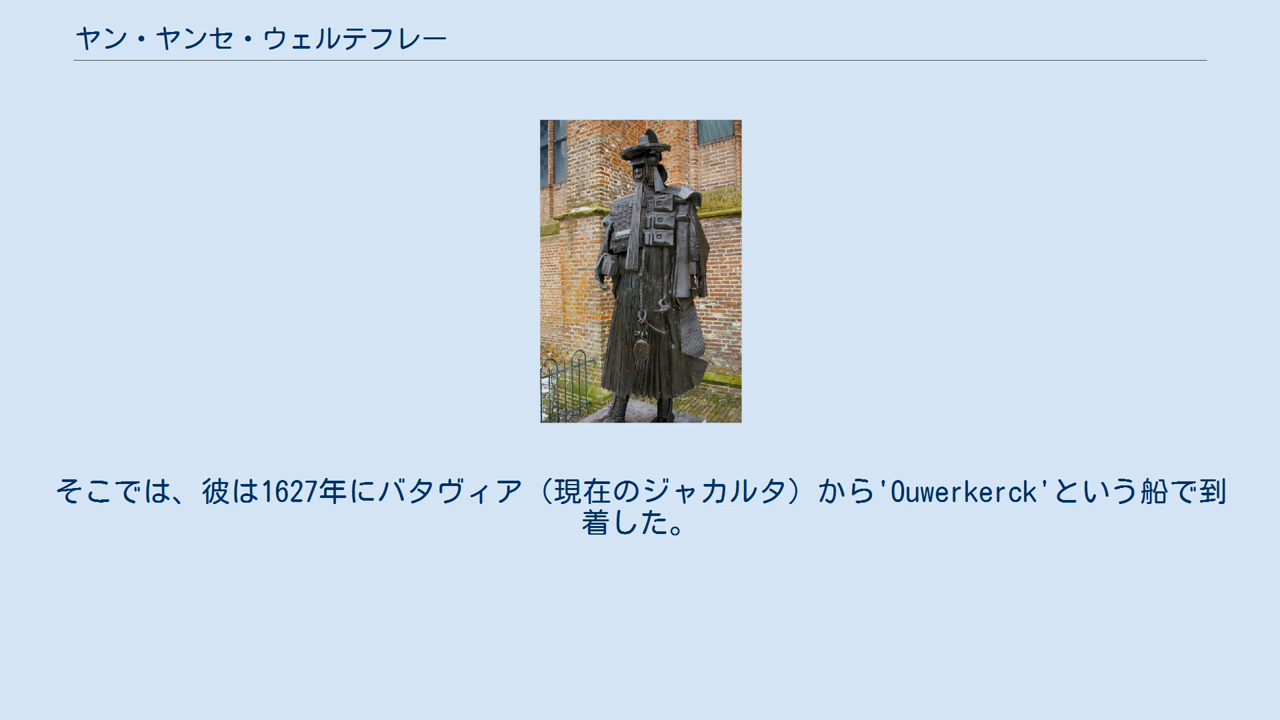 ヤン・ヤンセ・ウェルテフレー
そこでは、彼は1627年にバタヴィア（現在のジャカルタ）から'Ouwerkerck'という船で到
着した。